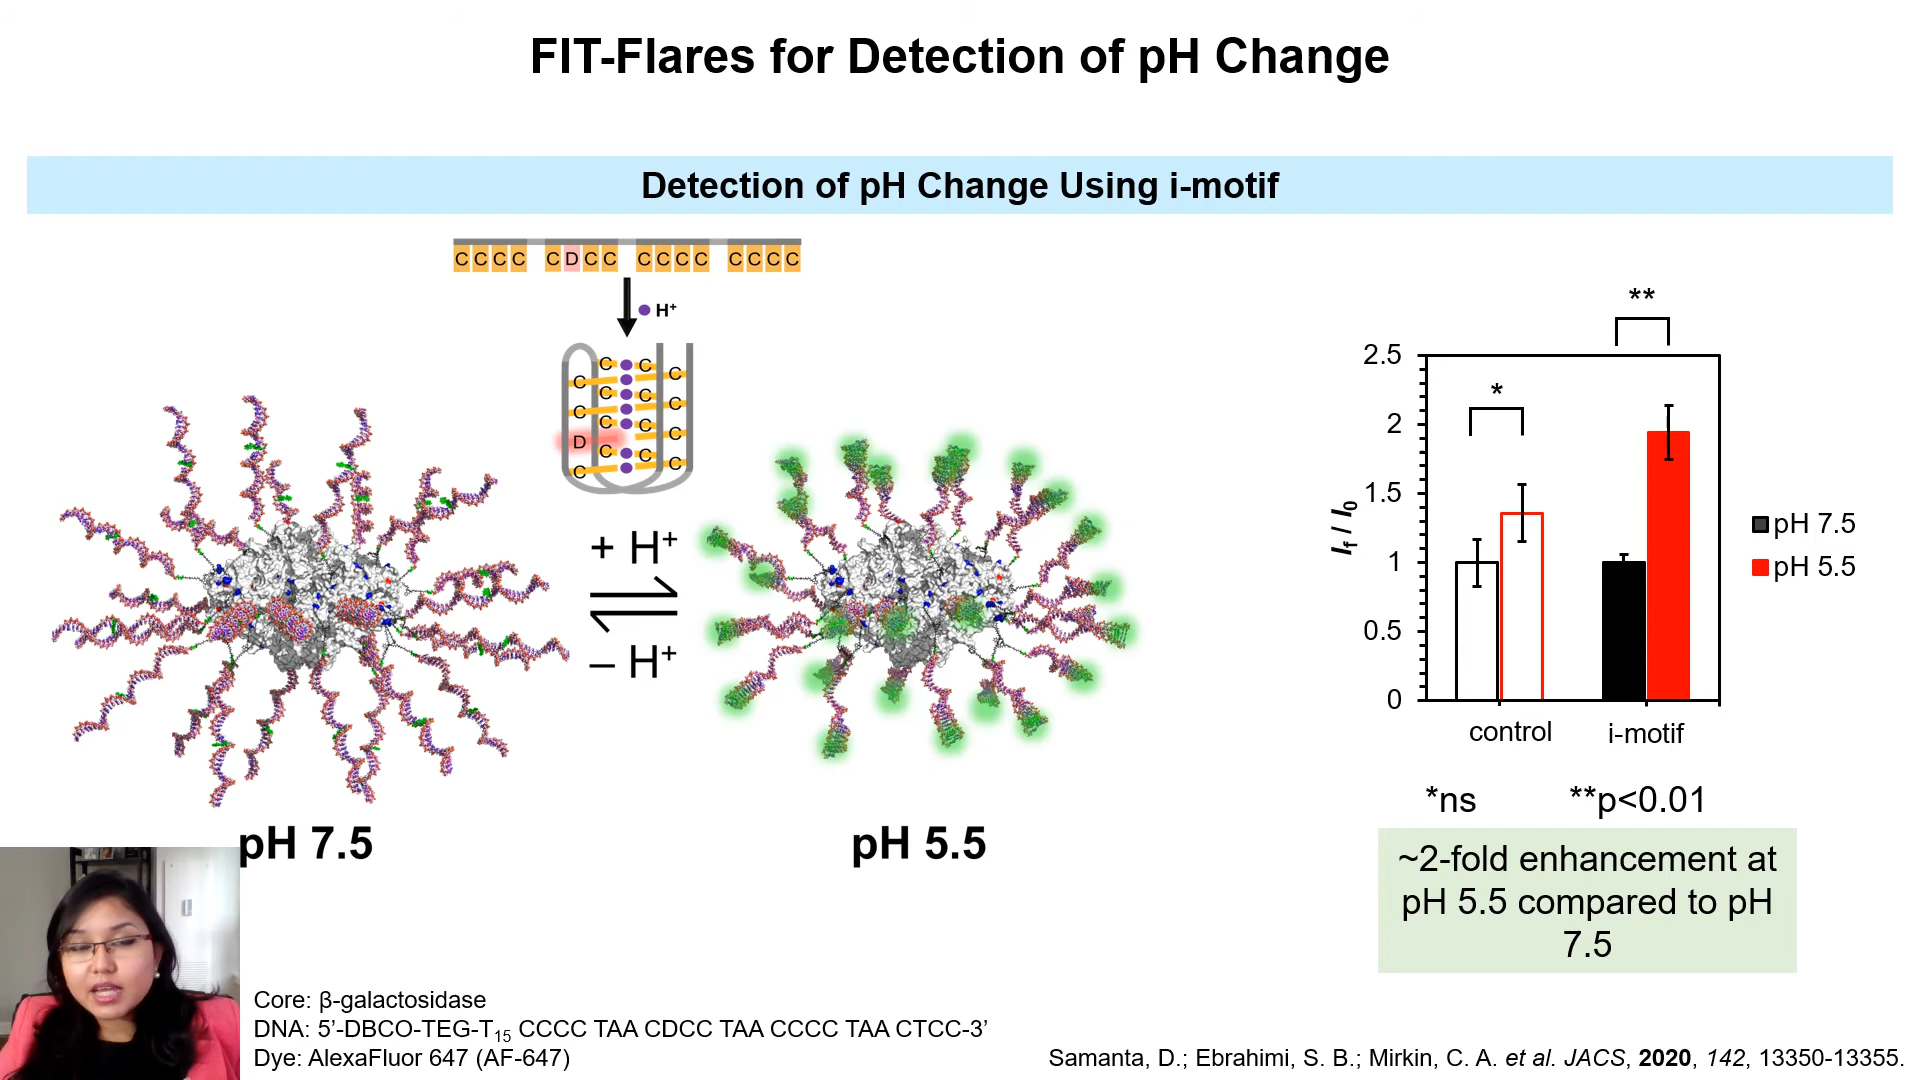 FIT-Flares for Detection of pH Change
Detection of pH Change Using i-motif
CCCC CDCC CCCC CCCC
H⁺
C C C
C
C C C
C
C C C
D
C C C
C
+ H⁺
– H⁺
pH 7.5
pH 5.5
**
*
2.5
2
1.5
1
0.5
0
I_f / I_0
control
i-motif
pH 7.5
pH 5.5
*ns
**p<0.01
~2-fold enhancement at
pH 5.5 compared to pH
7.5
Core: β-galactosidase
DNA: 5’-DBCO-TEG-T₁₅ CCCC TAA CDCC TAA CCCC TAA CTCC-3’
Dye: AlexaFluor 647 (AF-647)
Samanta, D.; Ebrahimi, S. B.; Mirkin, C. A. et al. JACS, 2020, 142, 13350-13355.